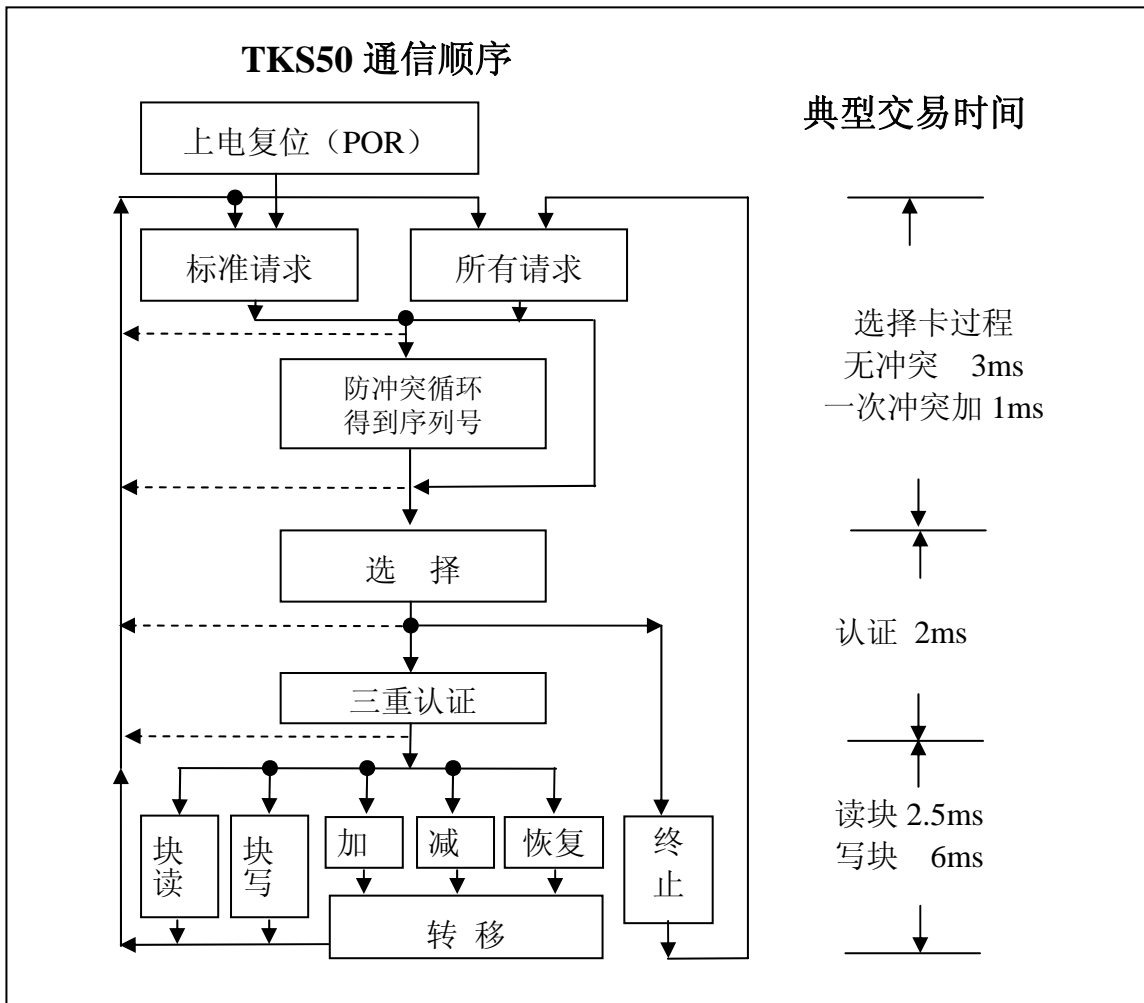 TKS50 通信顺序
典型交易时间
上电复位（POR）
标准请求
所有请求
选择卡过程
无冲突 3ms
一次冲突加 1ms
防冲突循环
得到序列号
选 择
认证 2ms
三重认证
块读
块写
加
减
恢复
终止
读块 2.5ms
写块 6ms
转 移